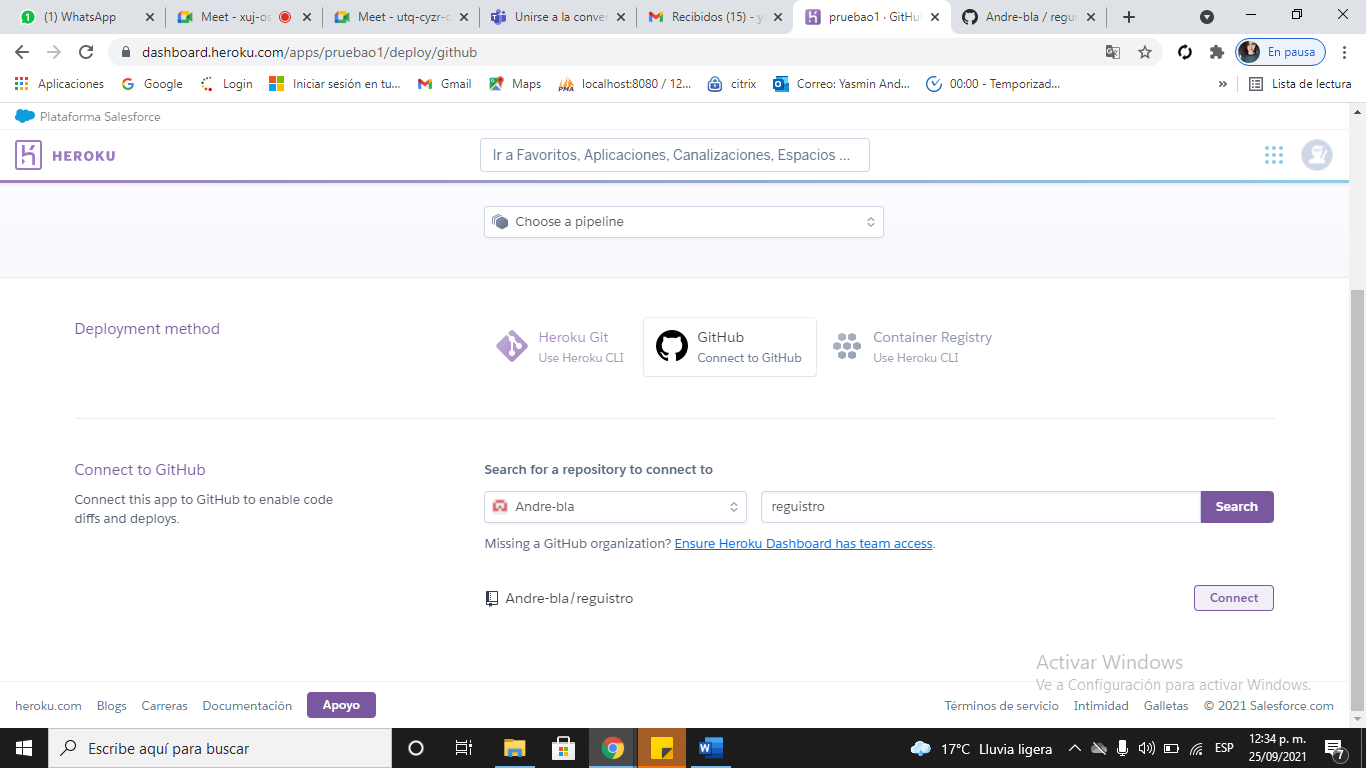 (1) WhatsApp
Meet - xuj-os
Meet - utq-cyzr-c
Unirse a la conve
Recibidos (15) - y
pruebao1 · GitHu
Andre-bla / regui
dashboard.heroku.com/apps/pruebao1/deploy/github
En pausa
Aplicaciones
Google
Login
Iniciar sesión en tu...
Gmail
Maps
localhost:8080 / 12...
citrix
Correo: Yasmin And...
00:00 - Temporizad...
»
Lista de lectura
Plataforma Salesforce
HEROKU
Ir a Favoritos, Aplicaciones, Canalizaciones, Espacios ...
Choose a pipeline
Deployment method
Heroku Git
Use Heroku CLI
GitHub
Connect to GitHub
Container Registry
Use Heroku CLI
Connect to GitHub
Connect this app to GitHub to enable code
diffs and deploys.
Search for a repository to connect to
Andre-bla
reguistro
Search
Missing a GitHub organization? Ensure Heroku Dashboard has team access.
Andre-bla/reguistro
Connect
Activar Windows
Ve a Configuración para activar Windows.
heroku.com
Blogs
Carreras
Documentación
Apoyo
Términos de servicio
Intimidad
Galletas
© 2021 Salesforce.com
Escribe aquí para buscar
17°C Lluvia ligera
ESP
12:34 p. m.
25/09/2021
7